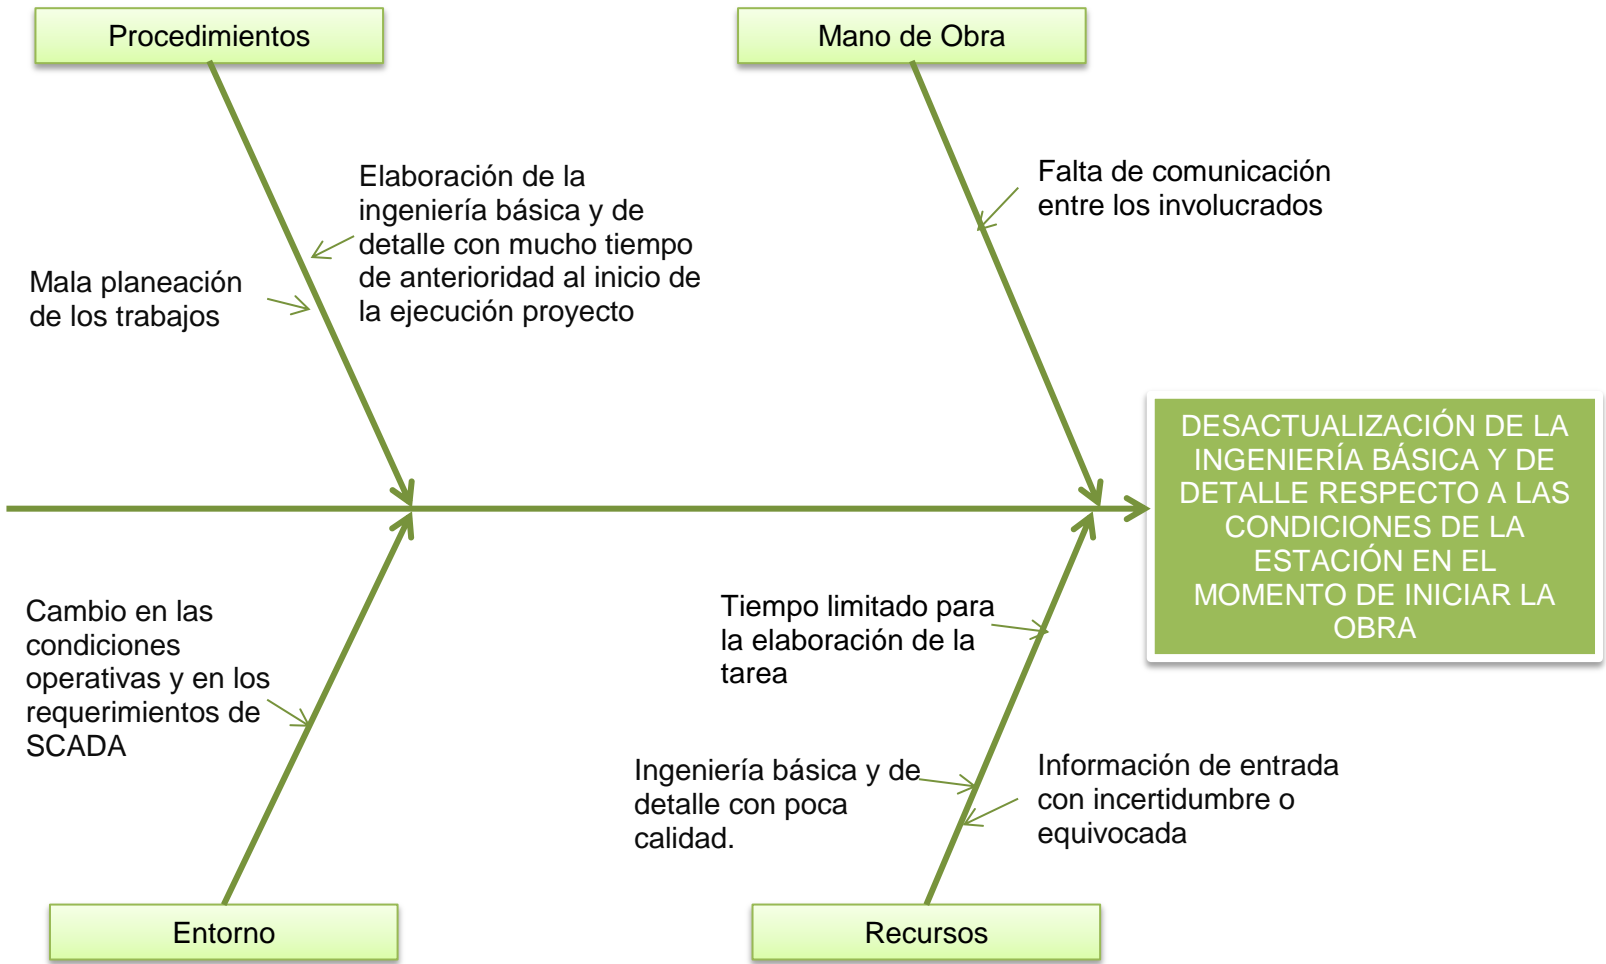 Procedimientos
Mano de Obra
Elaboración de la
ingeniería básica y de
detalle con mucho tiempo
de anterioridad al inicio de
la ejecución proyecto
Mala planeación
de los trabajos
Falta de comunicación
entre los involucrados
DESACTUALIZACIÓN DE LA
INGENIERÍA BÁSICA Y DE
DETALLE RESPECTO A LAS
CONDICIONES DE LA
ESTACIÓN EN EL
MOMENTO DE INICIAR LA
OBRA
Cambio en las
condiciones
operativas y en los
requerimientos de
SCADA
Tiempo limitado para
la elaboración de la
tarea
Ingeniería básica y de
detalle con poca
calidad.
Información de entrada
con incertidumbre o
equivocada
Entorno
Recursos